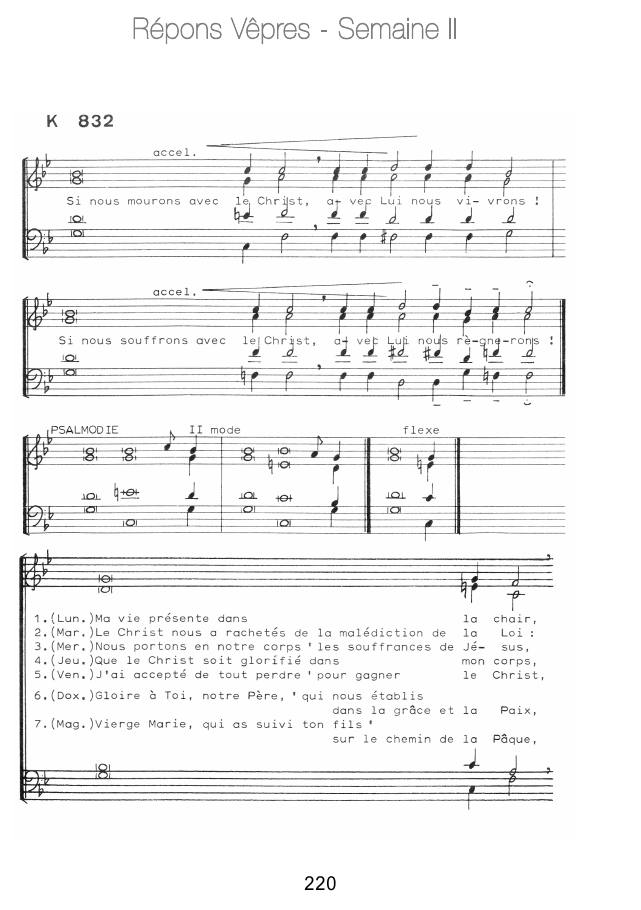 Répons Vêpres - Semaine II
K 832
accel.
Si nous mourons avec le Christ, a- vec Lui nous vi- vrons !
accel.
Si nous souffrons avec le Christ, a- vec Lui nous rè-gne-rons !
PSALMODIE II mode flexe
1.(Lun.)Ma vie présente dans la chair,
2.(Mar.)Le Christ nous a rachetés de la malédiction de la Loi :
3.(Mer.)Nous portons en notre corps ' les souffrances de Jé- sus,
4.(Jeu.)Que le Christ soit glorifié dans mon corps,
5.(Ven.)J'ai accepté de tout perdre ' pour gagner le Christ,
6.(Dox.)Gloire à Toi, notre Père, ' qui nous établis
dans la grâce et la Paix,
7.(Mag.)Vierge Marie, qui as suivi ton fils '
sur le chemin de la Pâque,
220